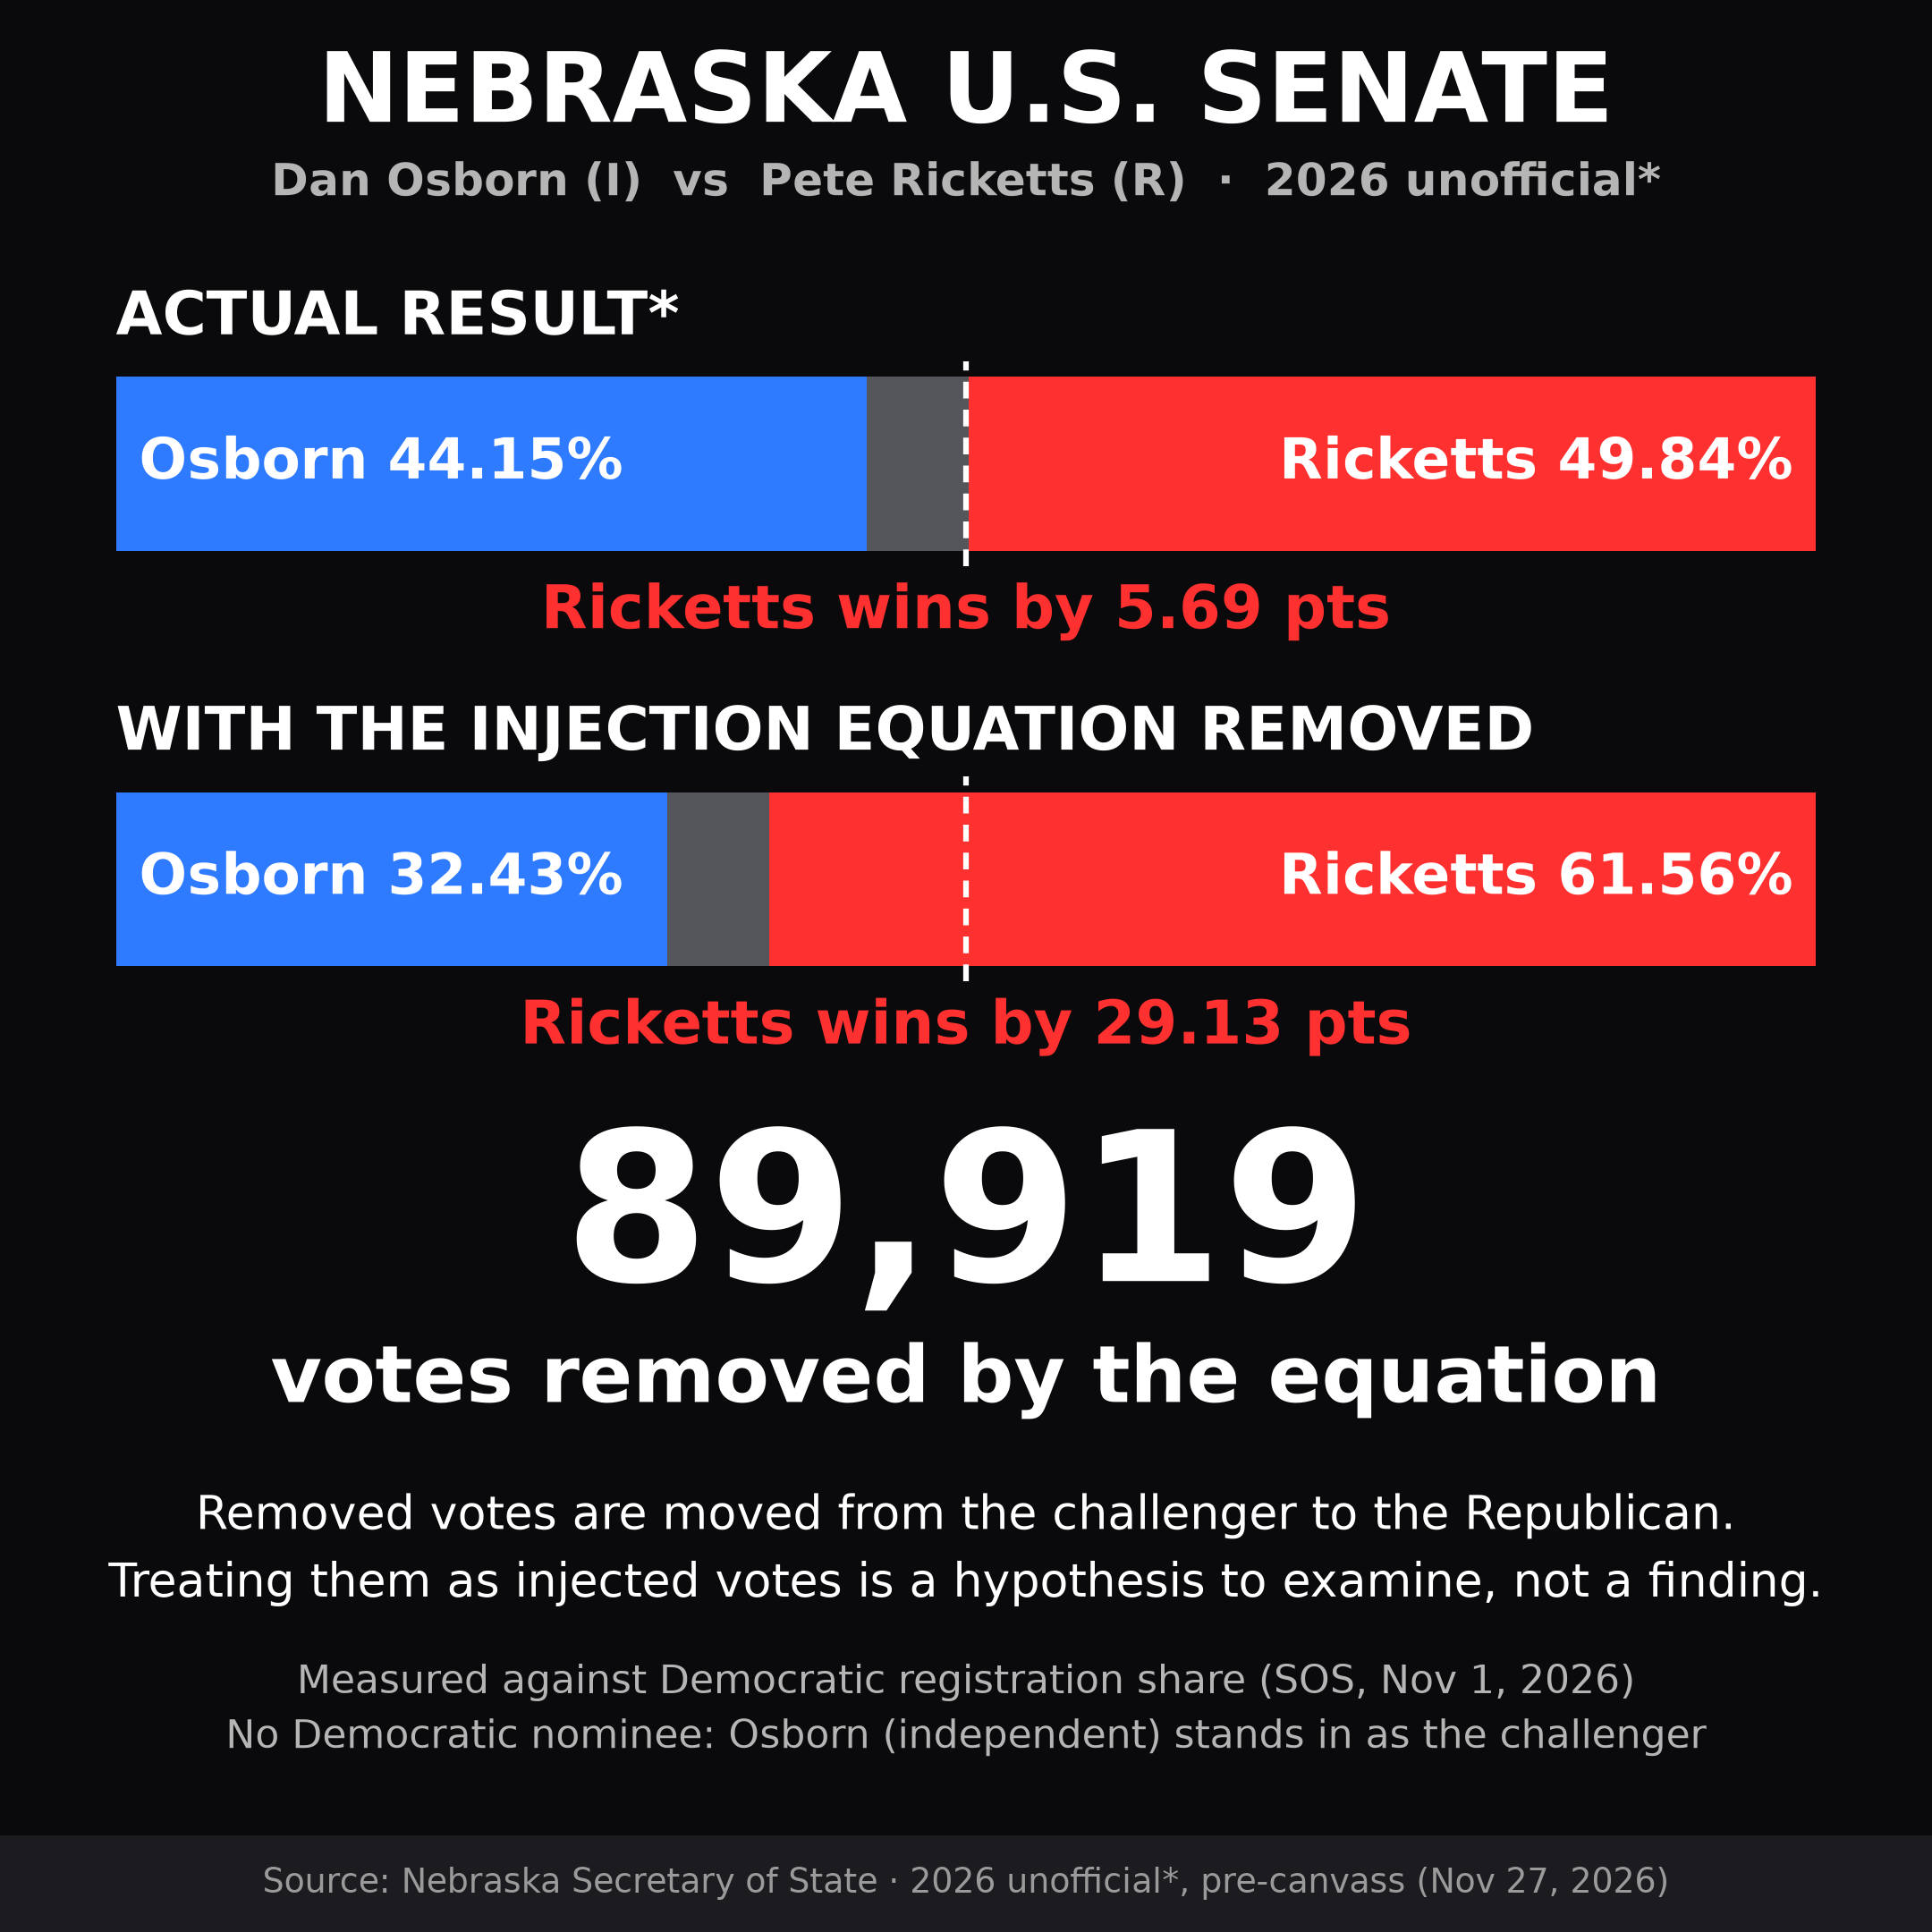 NEBRASKA U.S. SENATE
Dan Osborn (I) vs Pete Ricketts (R) · 2026 unofficial*
ACTUAL RESULT*
Osborn 44.15% Ricketts 49.84%
Ricketts wins by 5.69 pts
WITH THE INJECTION EQUATION REMOVED
Osborn 32.43% Ricketts 61.56%
Ricketts wins by 29.13 pts
89,919
votes removed by the equation
Removed votes are moved from the challenger to the Republican.
Treating them as injected votes is a hypothesis to examine, not a finding.
Measured against Democratic registration share (SOS, Nov 1, 2026)
No Democratic nominee: Osborn (independent) stands in as the challenger
Source: Nebraska Secretary of State · 2026 unofficial*, pre-canvass (Nov 27, 2026)